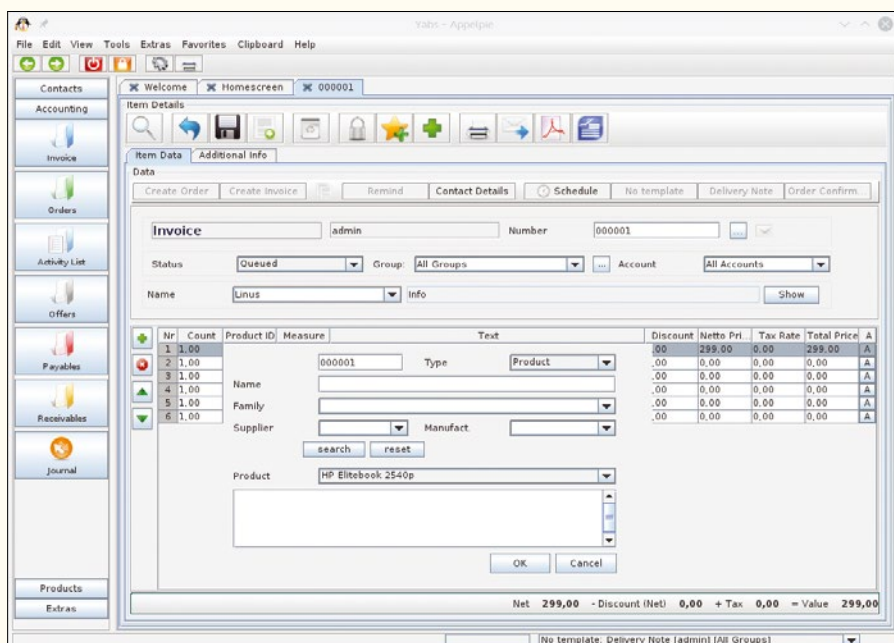 Yabs - Appelpie
File Edit View Tools Extras Favorites Clipboard Help
Contacts
Accounting
Invoice
Orders
Activity List
Offers
Payables
Receivables
Journal
Products
Extras
Welcome Homescreen 000001
Item Details
Item Data Additional Info
Data
Create Order Create Invoice Remind Contact Details Schedule No template Delivery Note Order Confirm...
Invoice admin Number 000001 ...
Status Queued Group: All Groups ... Account All Accounts
Name Linus Info Show
Nr Count Product ID Measure Text Discount Netto Pri... Tax Rate Total Price A
1 1,00 ,00 299,00 0,00 299,00 A
2 1,00 ,00 0,00 0,00 0,00 A
3 1,00 ,00 0,00 0,00 0,00 A
4 1,00 ,00 0,00 0,00 0,00 A
5 1,00 ,00 0,00 0,00 0,00 A
6 1,00 ,00 0,00 0,00 0,00 A
000001 Type Product
Name
Family
Supplier Manufact.
search reset
Product HP Elitebook 2540p
OK Cancel
Net 299,00 - Discount (Net) 0,00 + Tax 0,00 = Value 299,00
No template: Delivery Note [admin] [All Groups]